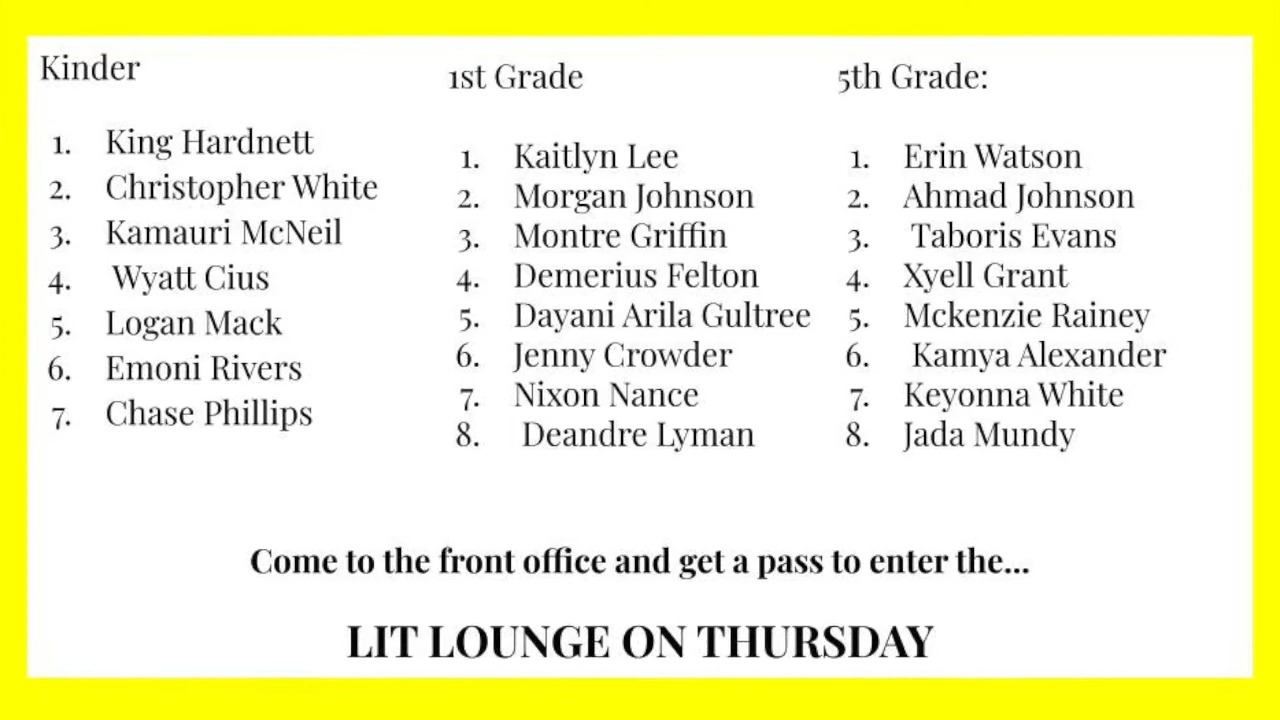 Kinder
1. King Hardnett
2. Christopher White
3. Kamauri McNeil
4. Wyatt Cius
5. Logan Mack
6. Emoni Rivers
7. Chase Phillips
1st Grade
1. Kaitlyn Lee
2. Morgan Johnson
3. Montre Griffin
4. Demerius Felton
5. Dayani Arila Gultree
6. Jenny Crowder
7. Nixon Nance
8. Deandre Lyman
5th Grade:
1. Erin Watson
2. Ahmad Johnson
3. Taboris Evans
4. Xyell Grant
5. Mckenzie Rainey
6. Kamya Alexander
7. Keyonna White
8. Jada Mundy
Come to the front office and get a pass to enter the...
LIT LOUNGE ON THURSDAY